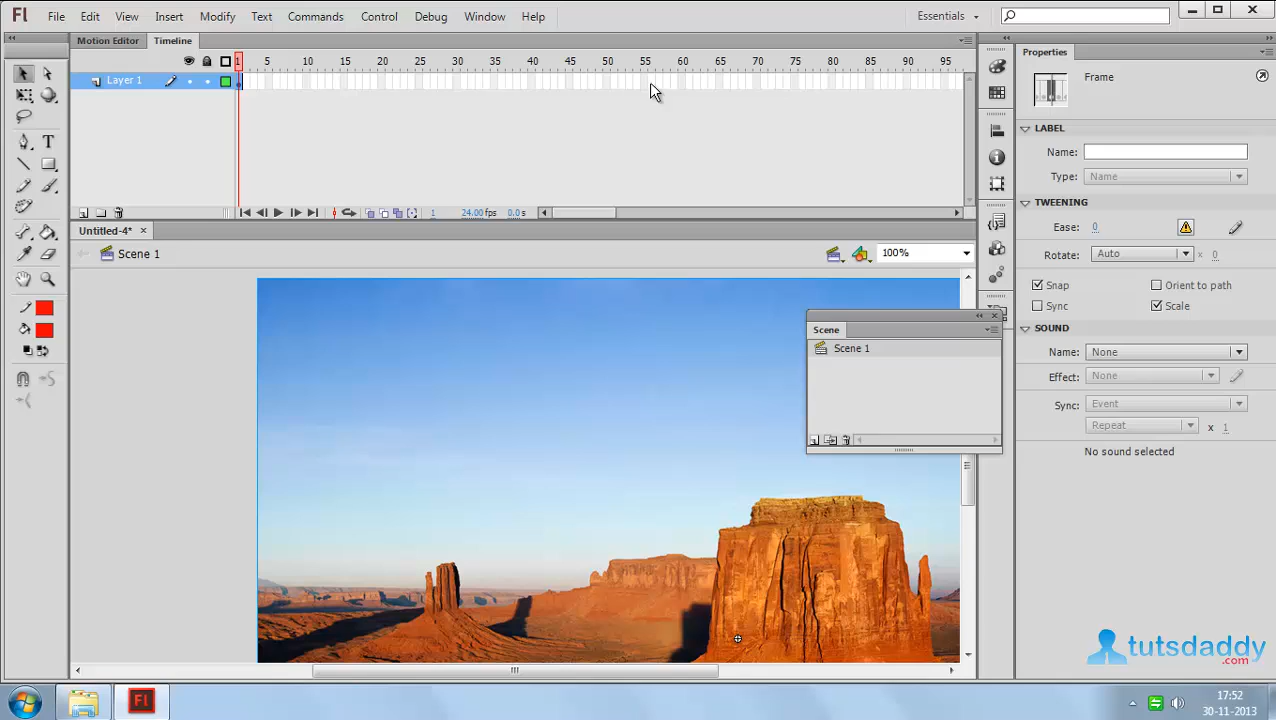 Fl File Edit View Insert Modify Text Commands Control Debug Window Help Essentials
Motion Editor Timeline
1 5 10 15 20 25 30 35 40 45 50 55 60 65 70 75 80 85 90 95
Layer 1
1 24.00 fps 0.0 s
Untitled-4*
Scene 1 100%
Scene
Scene 1
Properties
Frame
LABEL
Name:
Type: Name
TWEENING
Ease: 0
Rotate: Auto x 0
Snap Orient to path
Sync Scale
SOUND
Name: None
Effect: None
Sync: Event
Repeat x 1
No sound selected
tutsdaddy
.com
Fl
17:52
30-11-2013